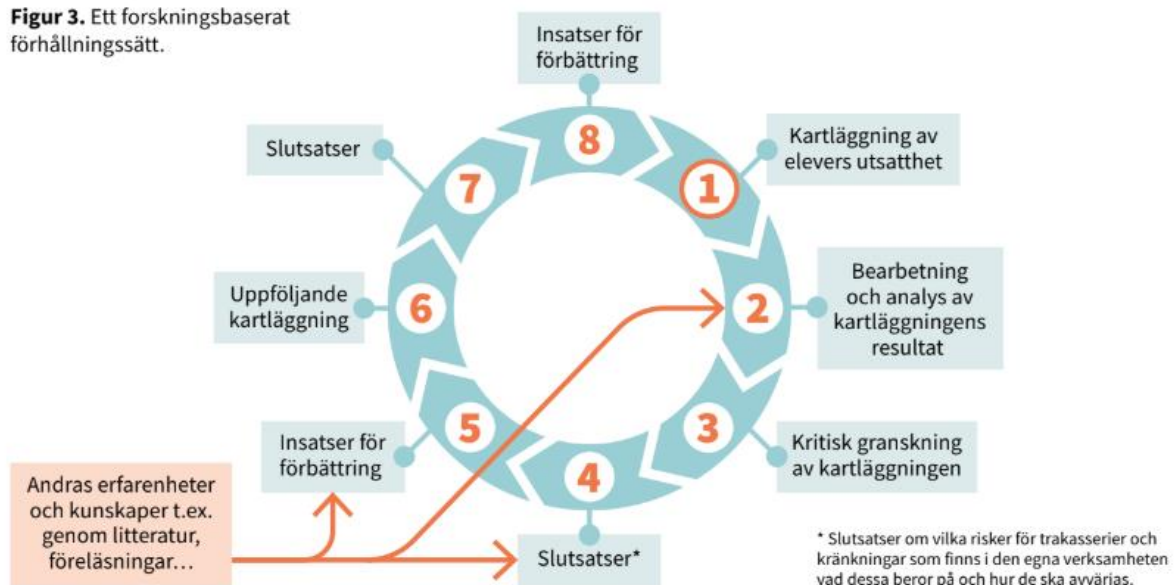 Figur 3. Ett forskningsbaserat
förhållningssätt.
Insatser för
förbättring
8
Kartläggning av
elevers utsatthet
1
Bearbetning
och analys av
kartläggningens
resultat
2
Kritisk granskning
av kartläggningen
3
Slutsatser*
4
Insatser för
förbättring
5
Uppföljande
kartläggning
6
Slutsatser
7
Andras erfarenheter
och kunskaper t.ex.
genom litteratur,
föreläsningar...
* Slutsatser om vilka risker för trakasserier och
kränkningar som finns i den egna verksamheten
vad dessa beror på och hur de ska avvärjas.